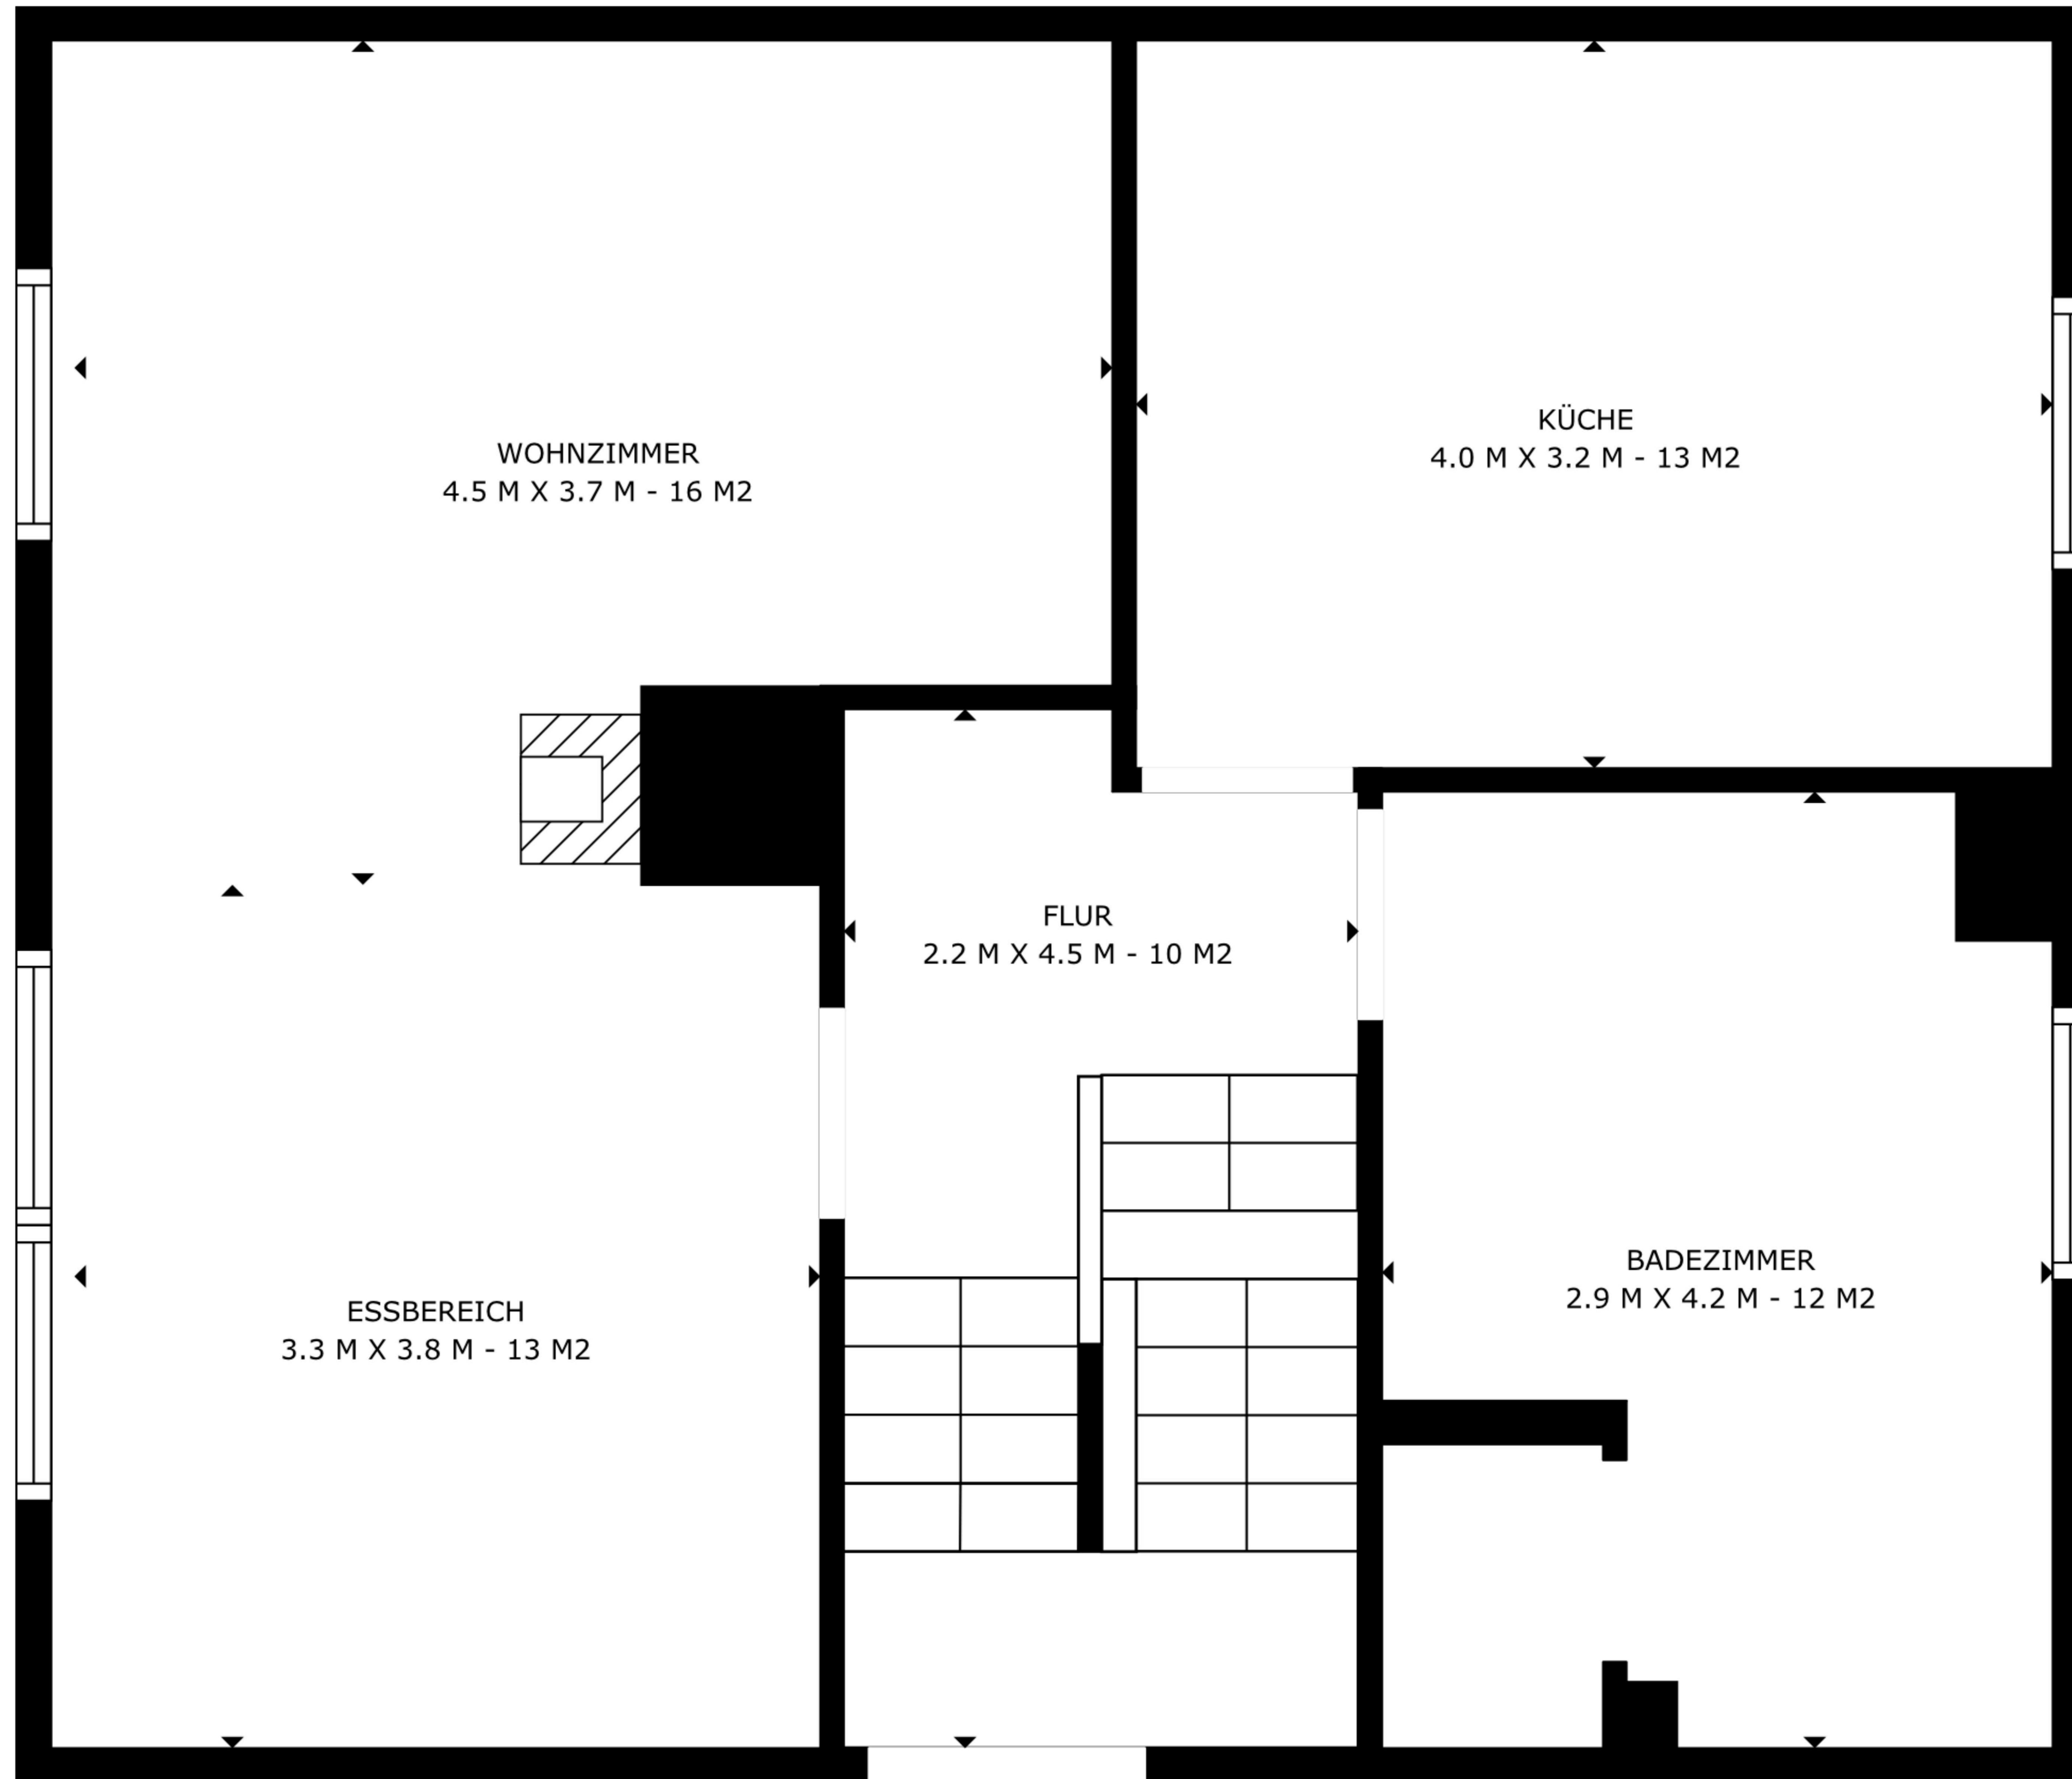 WOHNZIMMER
4.5 M X 3.7 M - 16 M2
KÜCHE
4.0 M X 3.2 M - 13 M2
FLUR
2.2 M X 4.5 M - 10 M2
ESSBEREICH
3.3 M X 3.8 M - 13 M2
BADEZIMMER
2.9 M X 4.2 M - 12 M2